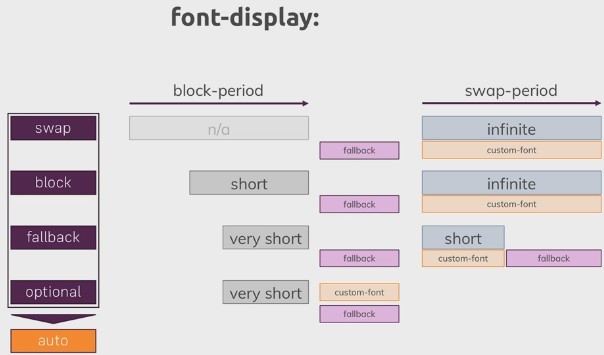 font-display:
block-period
swap-period
swap
n/a
infinite
fallback
custom-font
block
short
infinite
fallback
custom-font
fallback
very short
short
fallback
custom-font
fallback
optional
very short
custom-font
fallback
auto